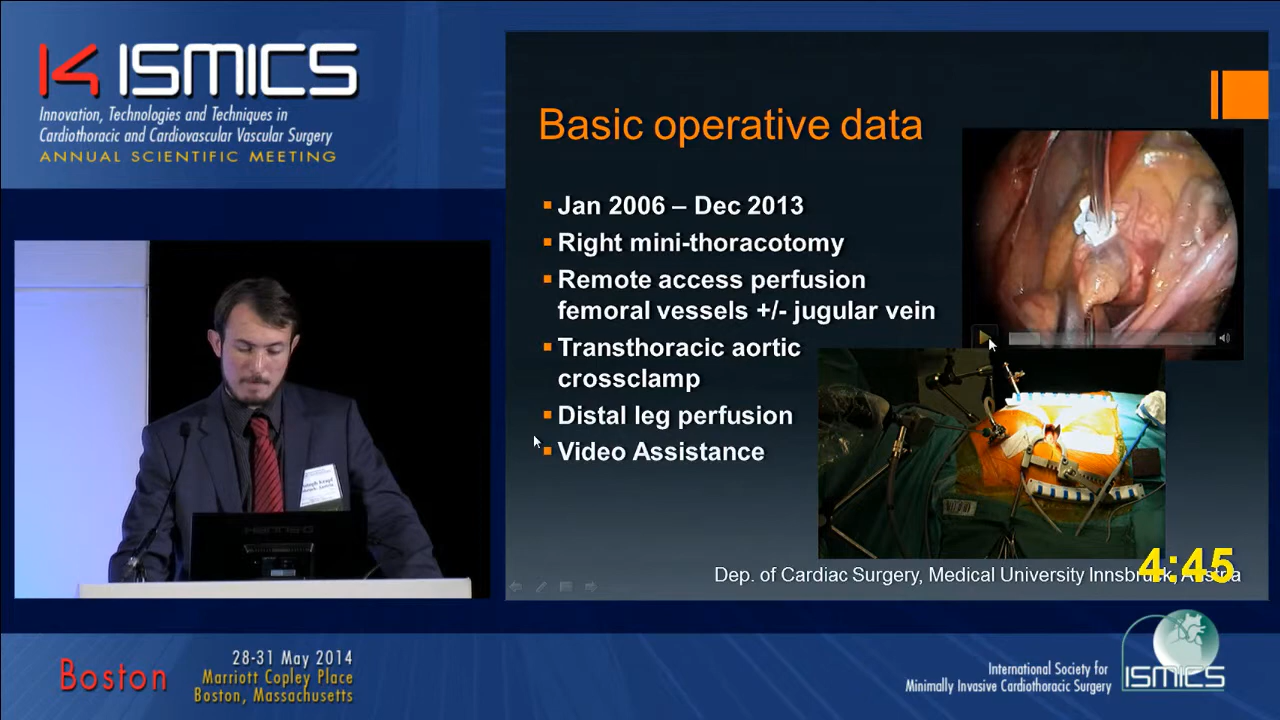 14 ISMICS
Innovation, Technologies and Techniques in
Cardiothoracic and Cardiovascular Vascular Surgery
ANNUAL SCIENTIFIC MEETING
Basic operative data
Jan 2006 – Dec 2013
Right mini-thoracotomy
Remote access perfusion
femoral vessels +/- jugular vein
Transthoracic aortic
crossclamp
Distal leg perfusion
Video Assistance
Dep. of Cardiac Surgery, Medical University Innsbruck, Austria
4:45
Boston
28-31 May 2014
Marriott Copley Place
Boston, Massachusetts
International Society for
Minimally Invasive Cardiothoracic Surgery
ISMICS